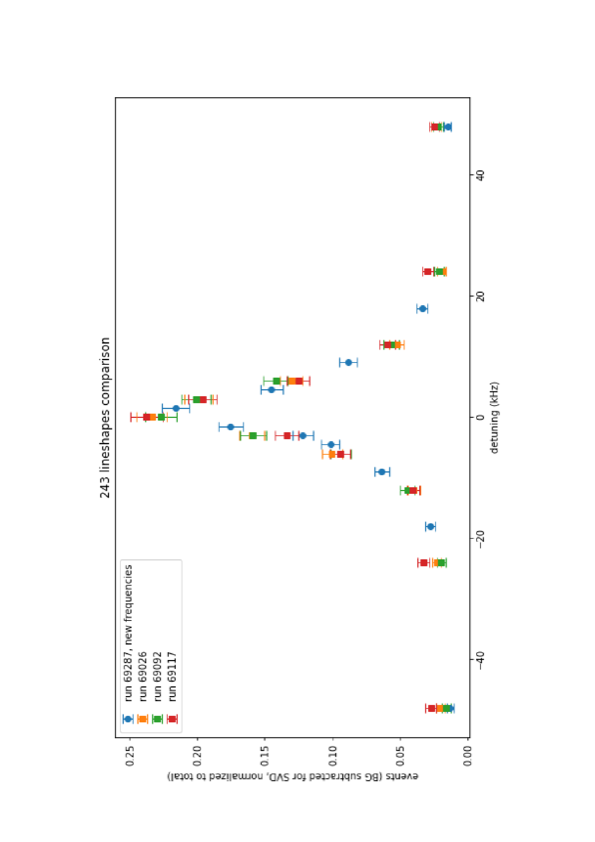 243 lineshapes comparison
run 69287, new frequencies
run 69026
run 69092
run 69117
events (BG subtracted for SVD, normalized to total)
0.25
0.20
0.15
0.10
0.05
0.00
−40
−20
0
20
40
detuning (kHz)